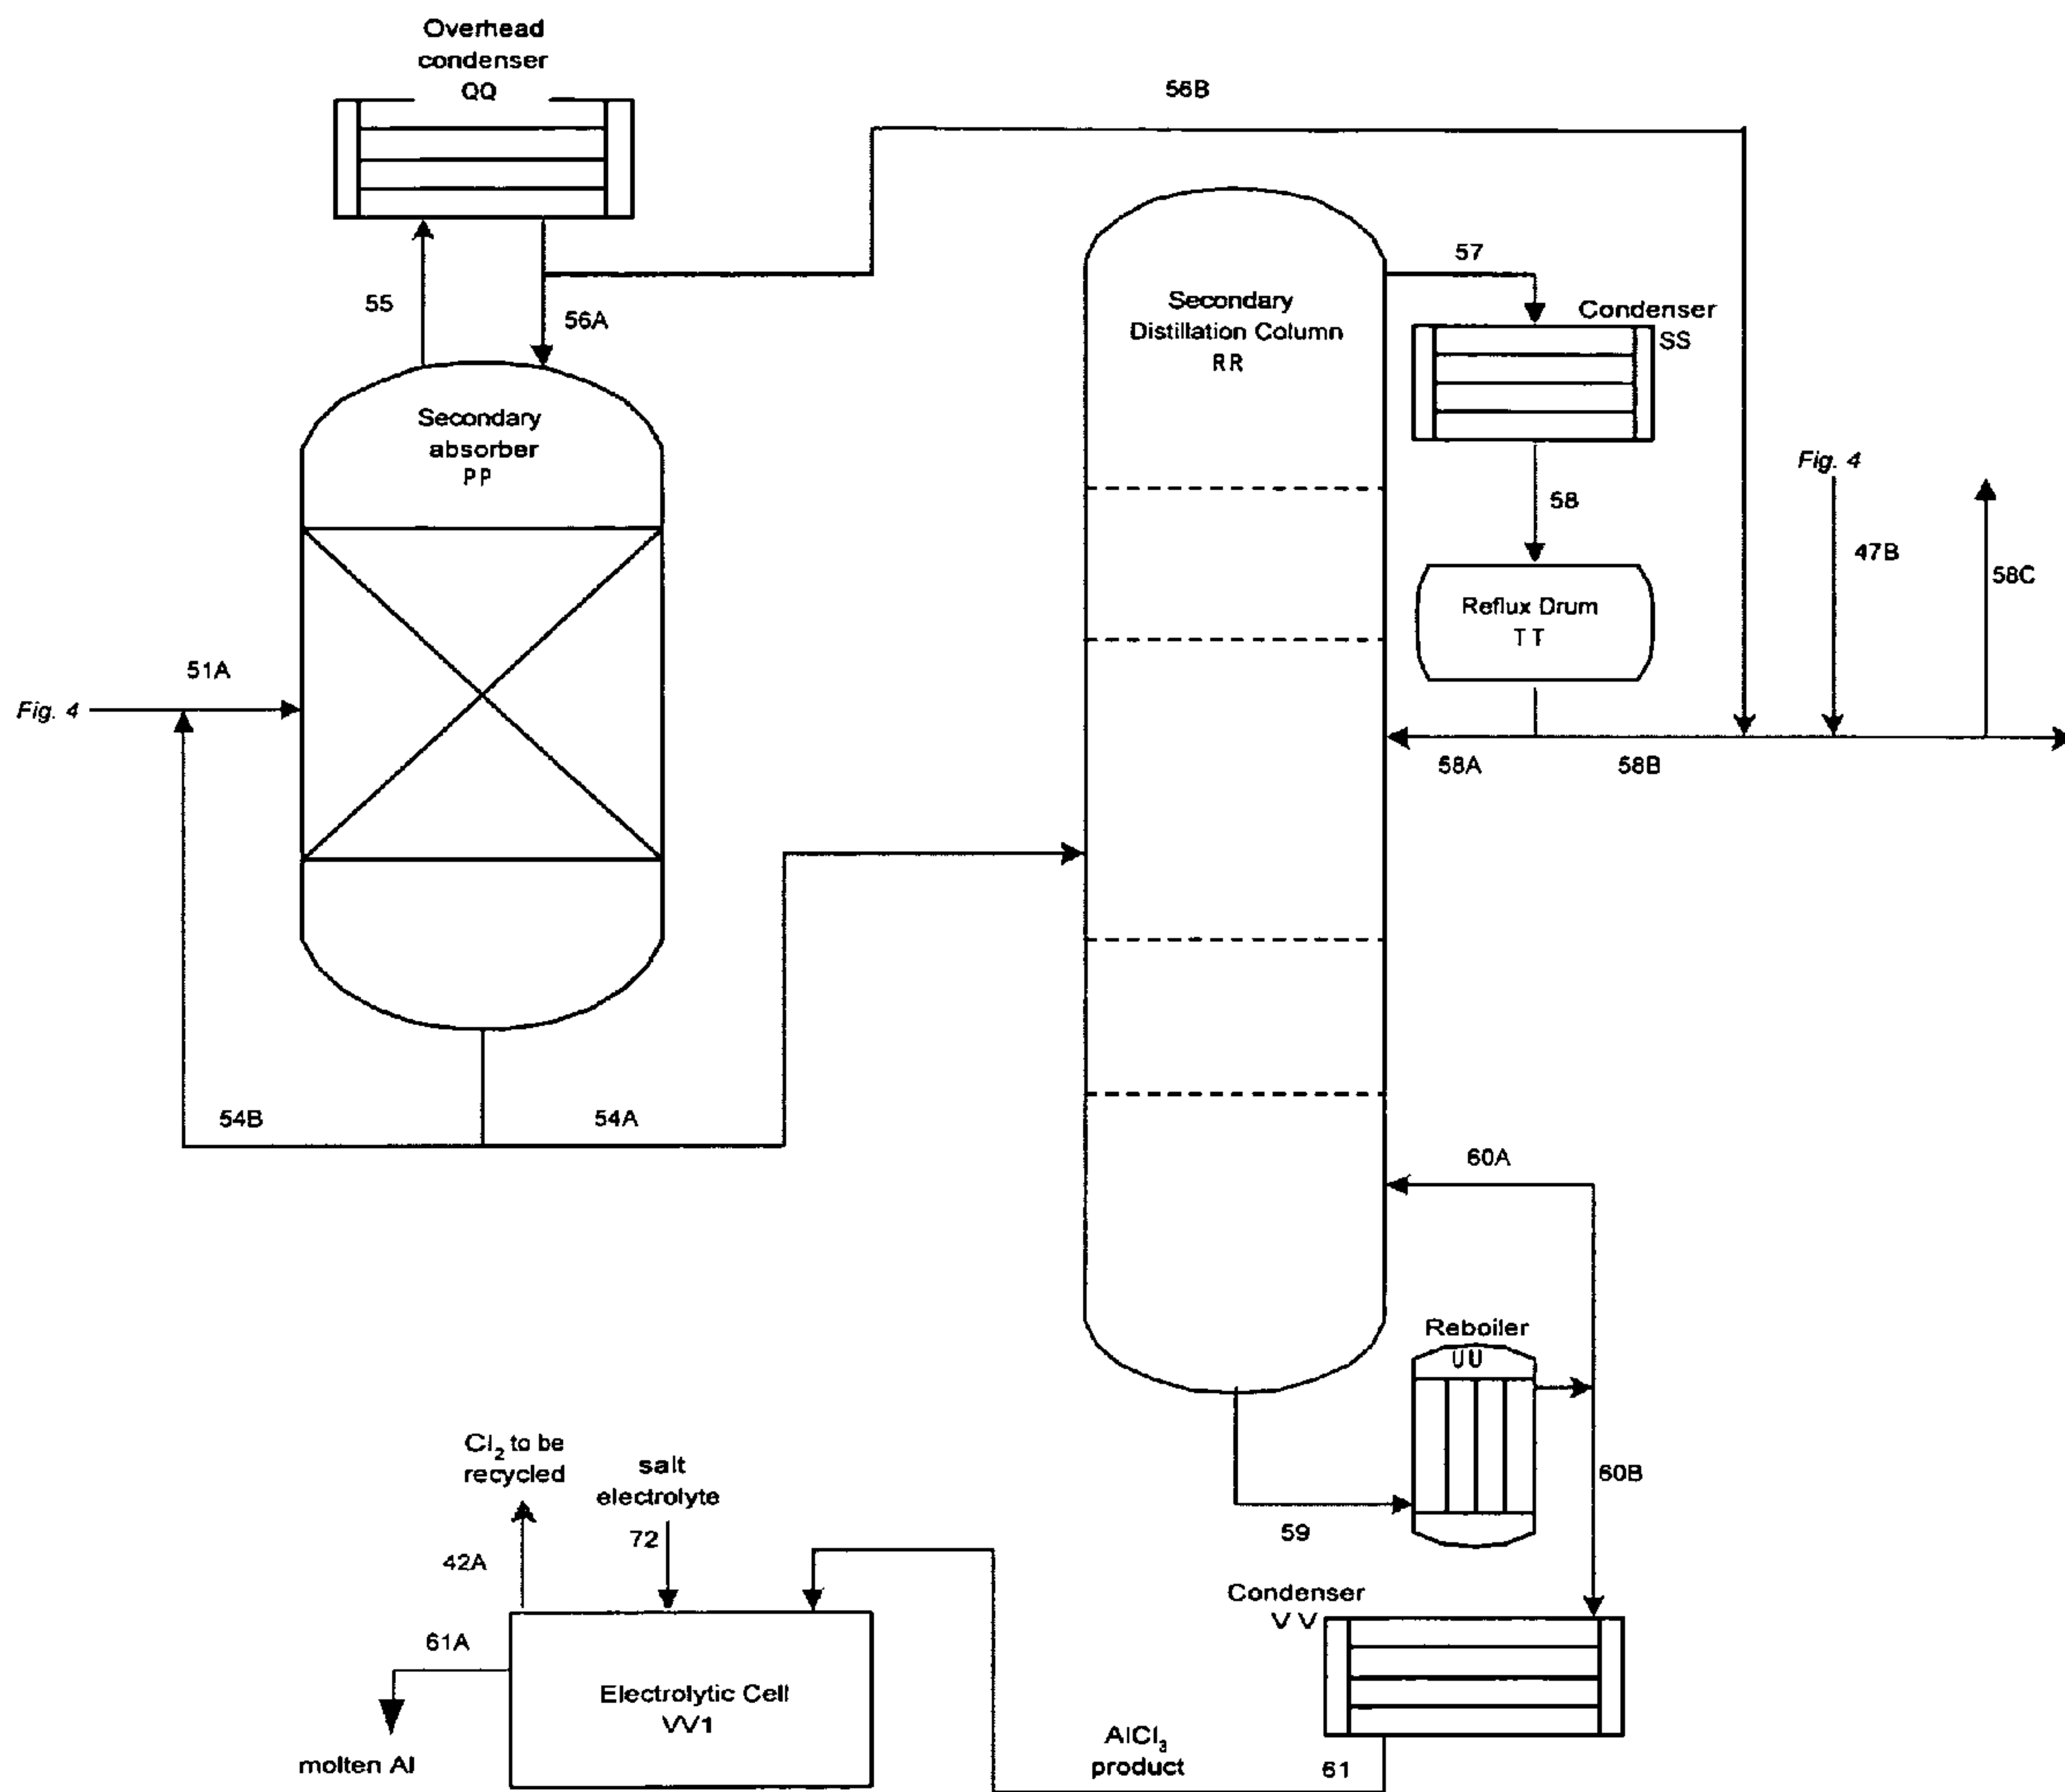 Overhead
condenser
QQ
56B
57
55
56A
Secondary
Distillation Column
RR
Condenser
SS
Secondary
absorber
PP
Fig. 4
58
47B
58C
Reflux Drum
TT
51A
Fig. 4
58A
58B
54B
54A
60A
Reboiler
UU
Cl₂ to be
recycled
salt
electrolyte
60B
59
72
42A
Condenser
VV
61A
Electrolytic Cell
VV1
AlCl₃
product
molten Al
61